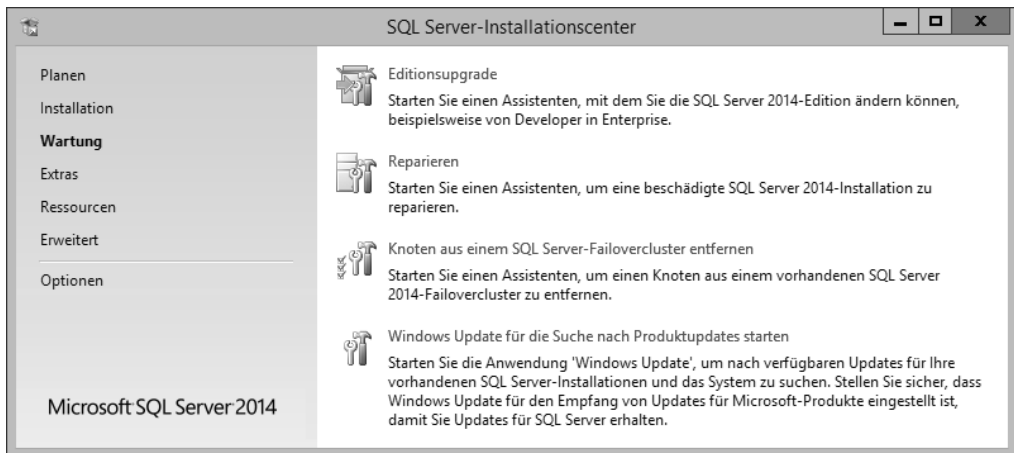 SQL Server-Installationscenter
Planen
Installation
Wartung
Extras
Ressourcen
Erweitert
Optionen
Microsoft SQL Server 2014
Editionsupgrade
Starten Sie einen Assistenten, mit dem Sie die SQL Server 2014-Edition ändern können,
beispielsweise von Developer in Enterprise.
Reparieren
Starten Sie einen Assistenten, um eine beschädigte SQL Server 2014-Installation zu
reparieren.
Knoten aus einem SQL Server-Failovercluster entfernen
Starten Sie einen Assistenten, um einen Knoten aus einem vorhandenen SQL Server
2014-Failovercluster zu entfernen.
Windows Update für die Suche nach Produktupdates starten
Starten Sie die Anwendung 'Windows Update', um nach verfügbaren Updates für Ihre
vorhandenen SQL Server-Installationen und das System zu suchen. Stellen Sie sicher, dass
Windows Update für den Empfang von Updates für Microsoft-Produkte eingestellt ist,
damit Sie Updates für SQL Server erhalten.